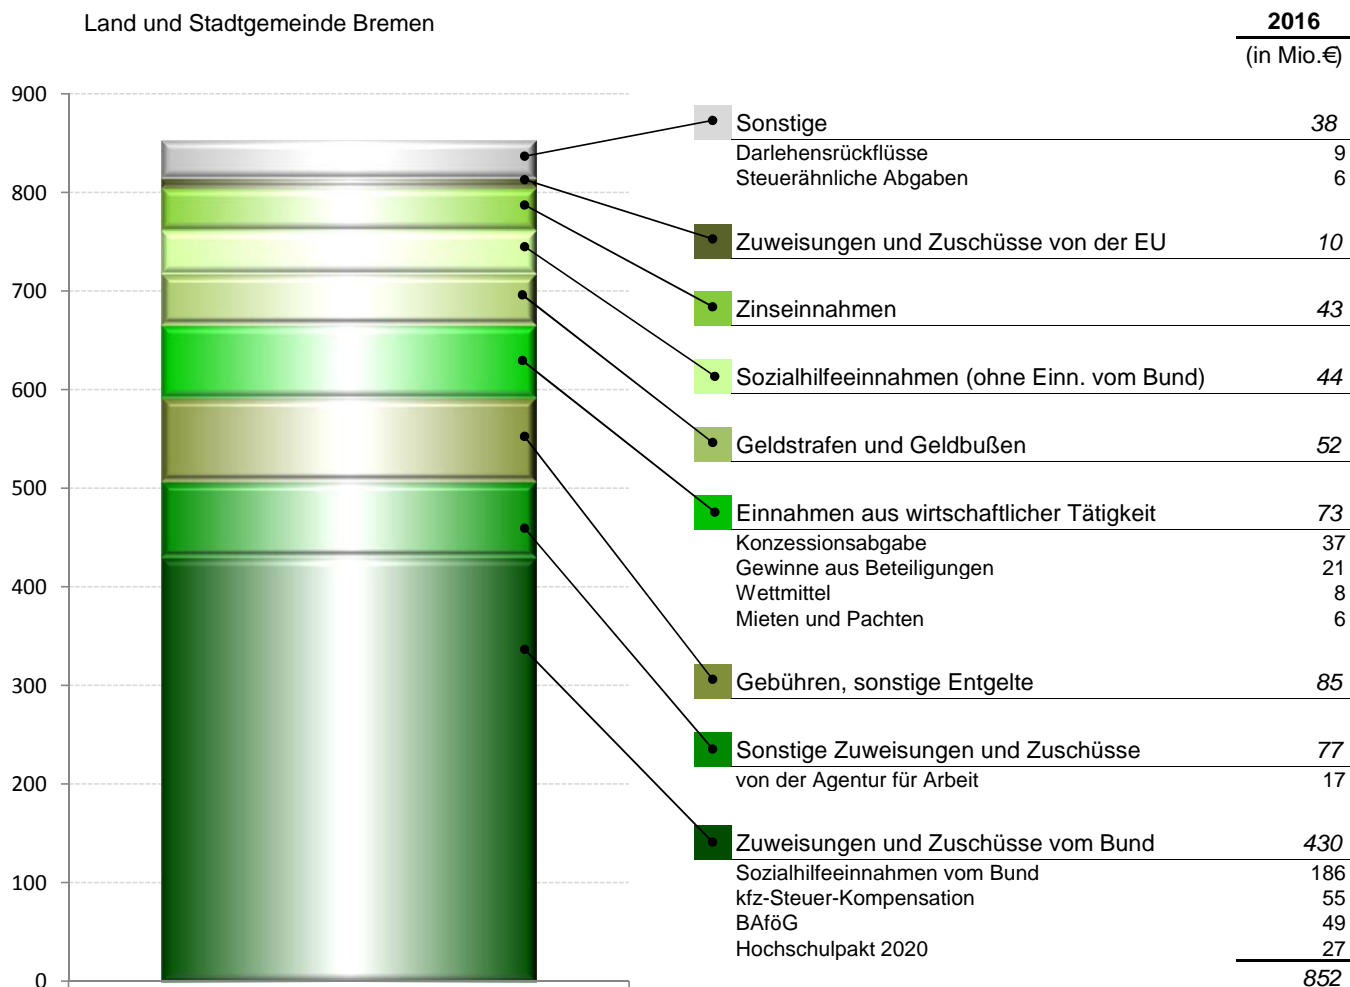 Land und Stadtgemeinde Bremen
2016
(in Mio.€)
900
800
700
600
500
400
300
200
100
0
Sonstige 38
Darlehensrückflüsse 9
Steuerähnliche Abgaben 6
Zuweisungen und Zuschüsse von der EU 10
Zinseinnahmen 43
Sozialhilfeeinnahmen (ohne Einn. vom Bund) 44
Geldstrafen und Geldbußen 52
Einnahmen aus wirtschaftlicher Tätigkeit 73
Konzessionsabgabe 37
Gewinne aus Beteiligungen 21
Wettmittel 8
Mieten und Pachten 6
Gebühren, sonstige Entgelte 85
Sonstige Zuweisungen und Zuschüsse 77
von der Agentur für Arbeit 17
Zuweisungen und Zuschüsse vom Bund 430
Sozialhilfeeinnahmen vom Bund 186
kfz-Steuer-Kompensation 55
BAföG 49
Hochschulpakt 2020 27
852